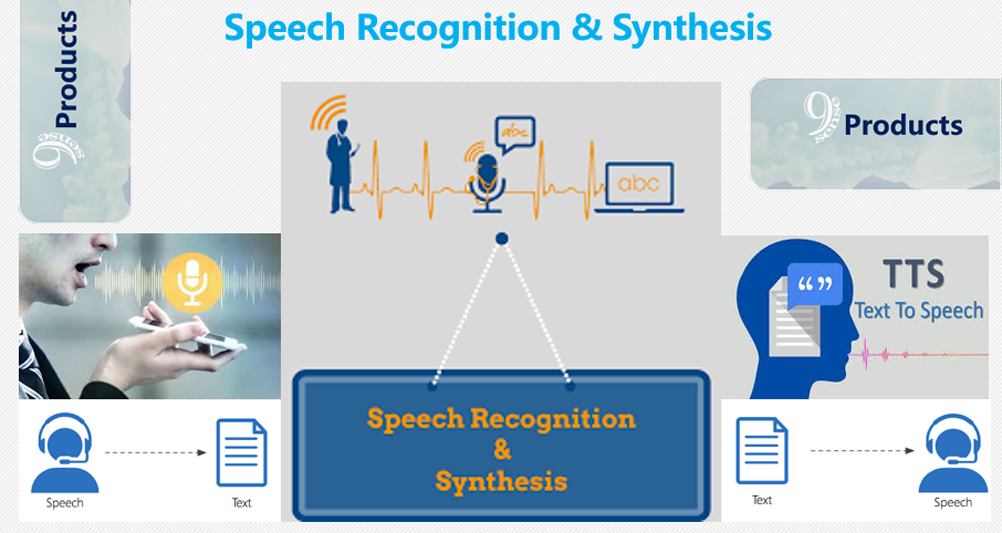 Speech Recognition & Synthesis
Products
9
sense
9
sense
Products
abc
abc
TTS
Text To Speech
“ ”
Speech Recognition
&
Synthesis
Speech
Text
Text
Speech